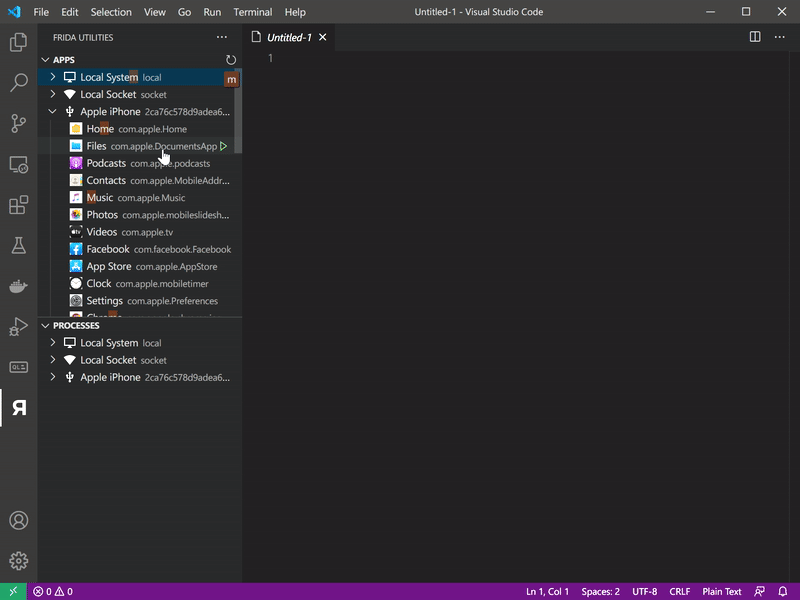 File Edit Selection View Go Run Terminal Help
Untitled-1 - Visual Studio Code
FRIDA UTILITIES
Untitled-1
APPS
1
Local System local
m
Local Socket socket
Apple iPhone 2ca76c578d9adea6...
Home com.apple.Home
Files com.apple.DocumentsApp
Podcasts com.apple.podcasts
Contacts com.apple.MobileAddr...
Music com.apple.Music
Photos com.apple.mobileslidesh...
Videos com.apple.tv
Facebook com.facebook.Facebook
App Store com.apple.AppStore
Clock com.apple.mobiletimer
Settings com.apple.Preferences
PROCESSES
Local System local
Local Socket socket
Apple iPhone 2ca76c578d9adea6...
Я
0 0
Ln 1, Col 1 Spaces: 2 UTF-8 CRLF Plain Text